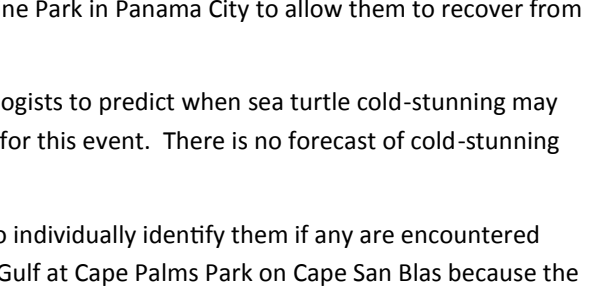 ne Park in Panama City to allow them to recover from
ogists to predict when sea turtle cold-stunning may
for this event.  There is no forecast of cold-stunning
o individually identify them if any are encountered
Gulf at Cape Palms Park on Cape San Blas because the